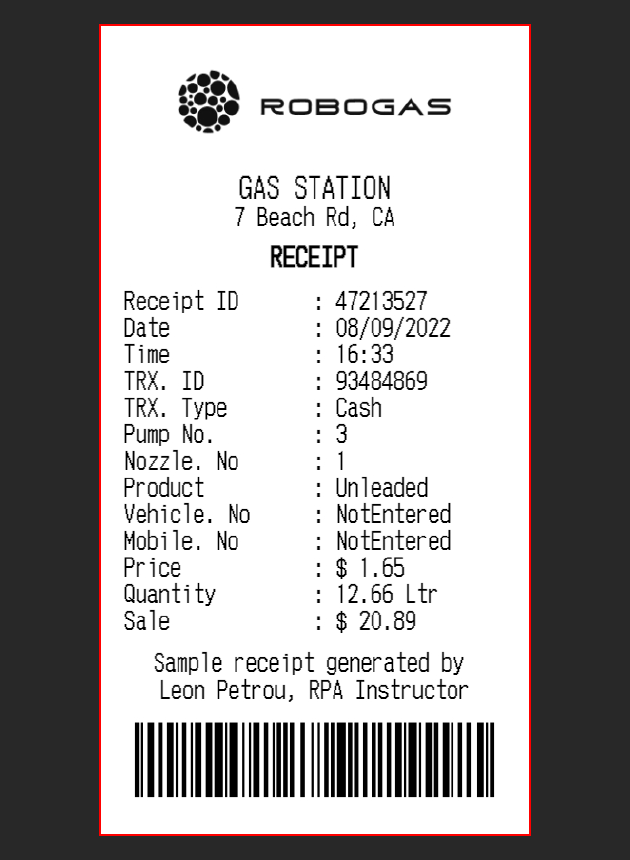 ROBOGAS
GAS STATION
7 Beach Rd, CA
RECEIPT
Receipt ID : 47213527
Date : 08/09/2022
Time : 16:33
TRX. ID : 93484869
TRX. Type : Cash
Pump No. : 3
Nozzle. No : 1
Product : Unleaded
Vehicle. No : NotEntered
Mobile. No : NotEntered
Price : $ 1.65
Quantity : 12.66 Ltr
Sale : $ 20.89
Sample receipt generated by
Leon Petrou, RPA Instructor